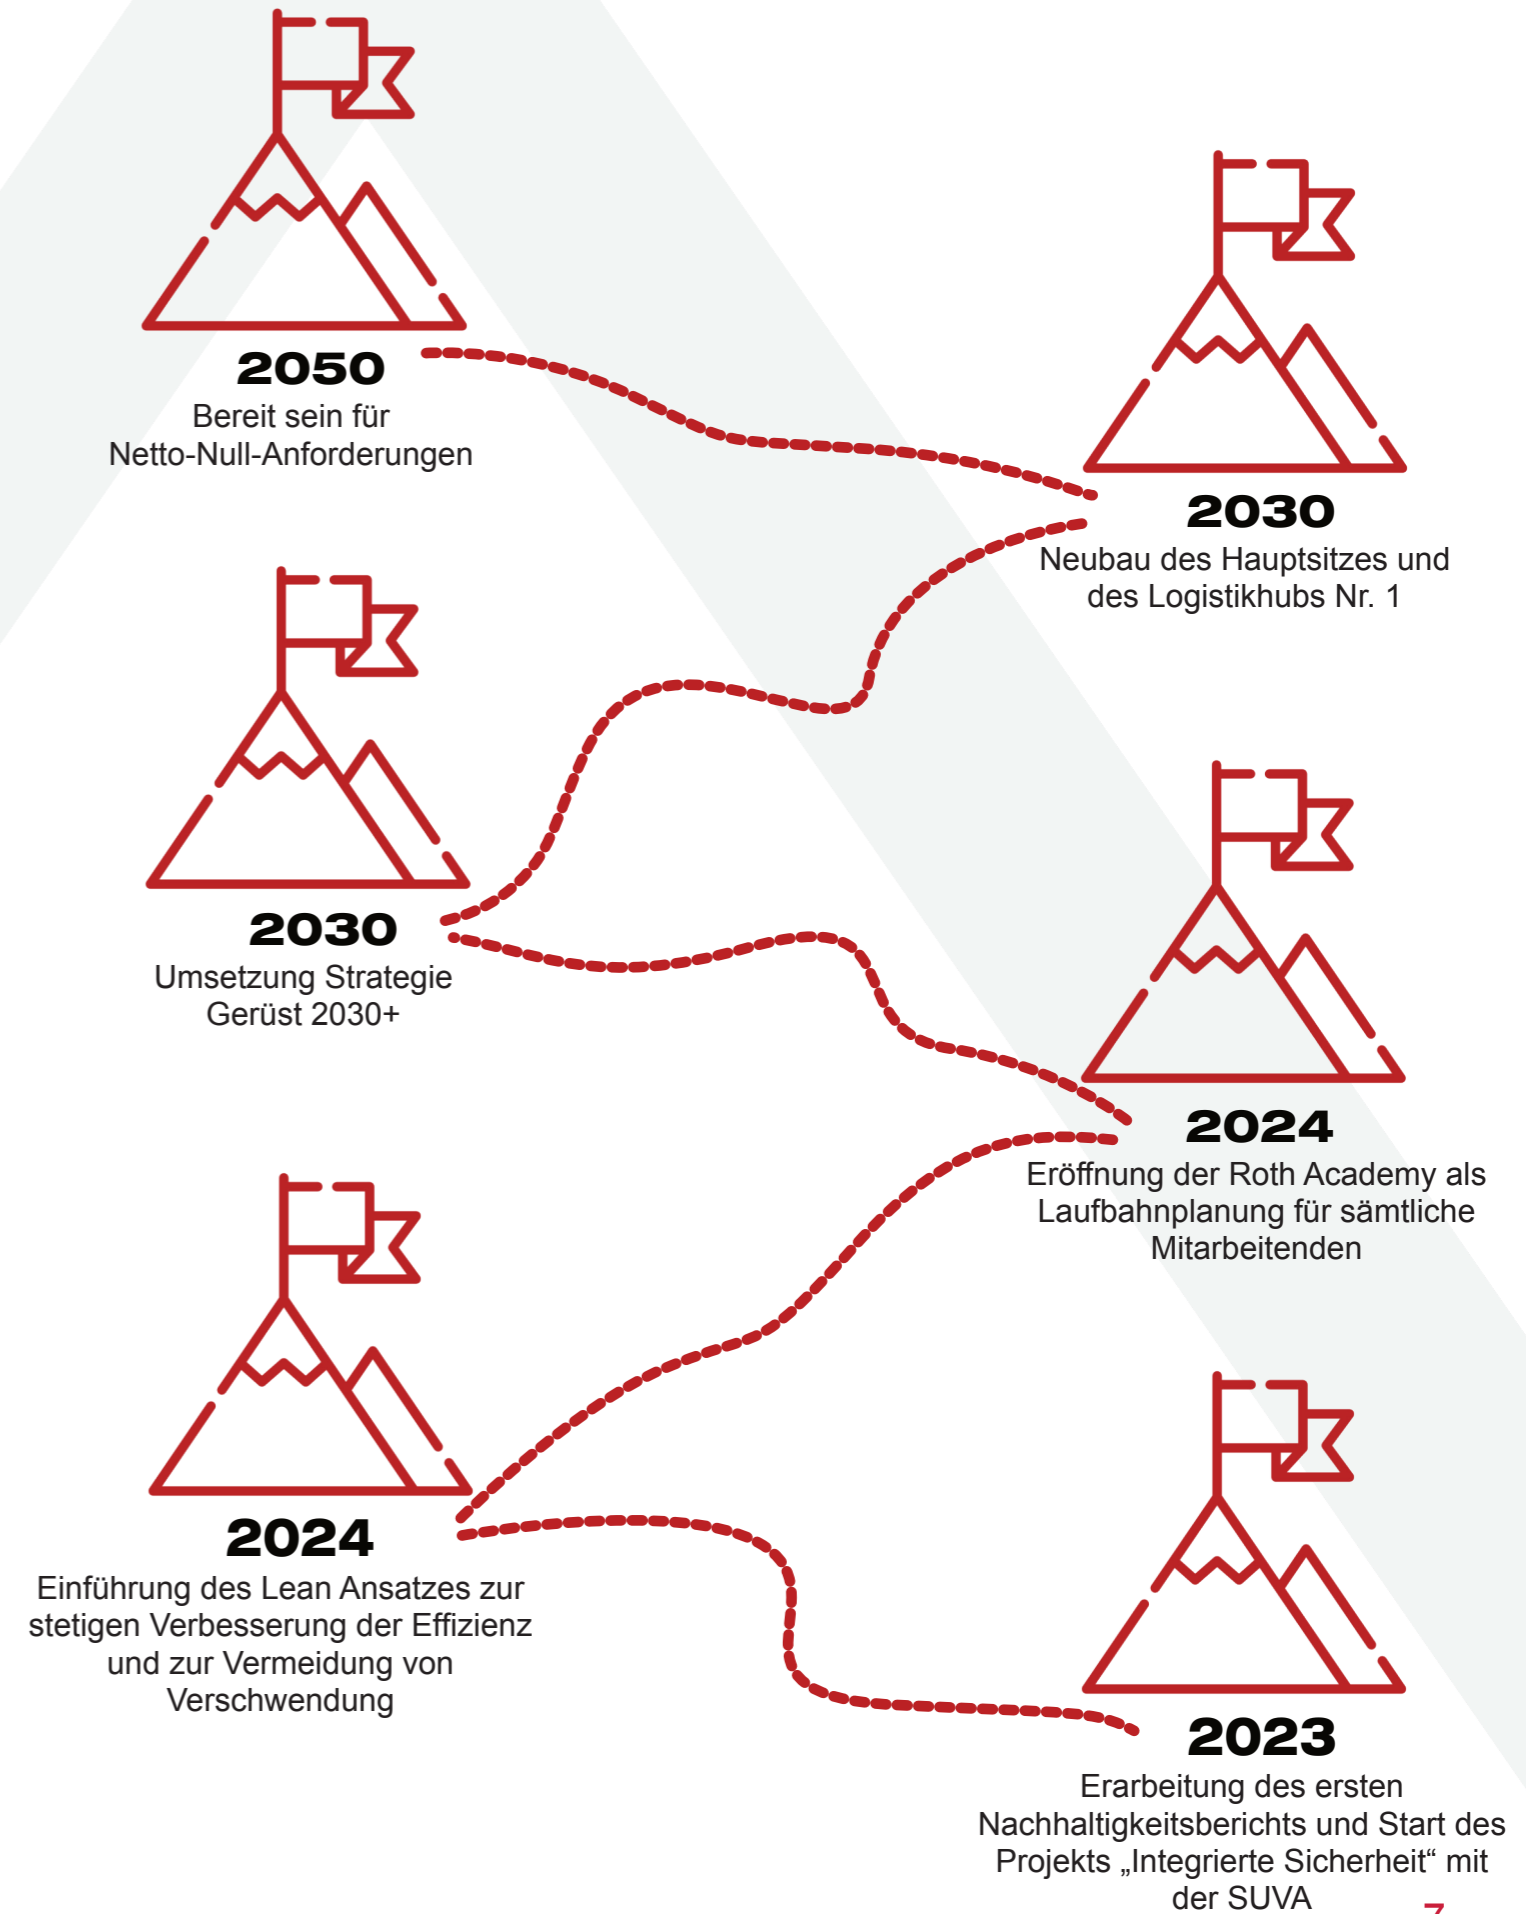 2050
Bereit sein für
Netto-Null-Anforderungen
2030
Neubau des Hauptsitzes und
des Logistikhubs Nr. 1
2030
Umsetzung Strategie
Gerüst 2030+
2024
Eröffnung der Roth Academy als
Laufbahnplanung für sämtliche
Mitarbeitenden
2024
Einführung des Lean Ansatzes zur
stetigen Verbesserung der Effizienz
und zur Vermeidung von
Verschwendung
2023
Erarbeitung des ersten
Nachhaltigkeitsberichts und Start des
Projekts „Integrierte Sicherheit“ mit
der SUVA